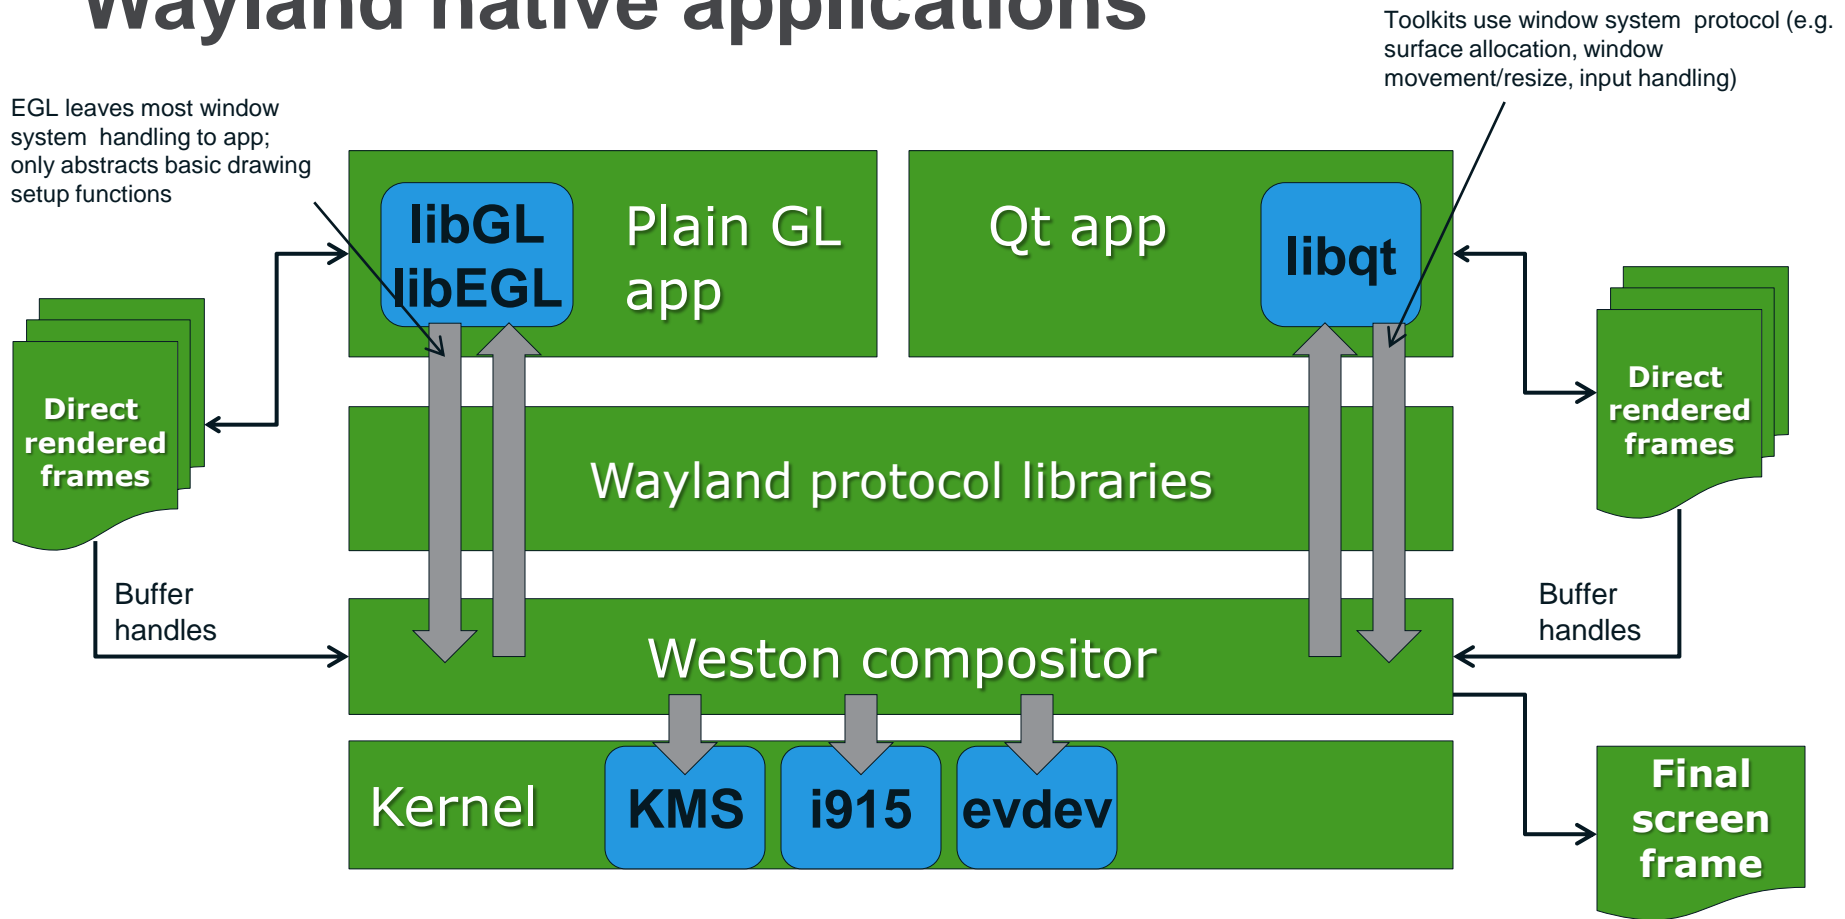 Wayland native applications
Toolkits use window system protocol (e.g.
surface allocation, window
movement/resize, input handling)
EGL leaves most window
system handling to app;
only abstracts basic drawing
setup functions
libGL
libEGL
Plain GL
app
Qt app
libqt
Direct
rendered
frames
Direct
rendered
frames
Wayland protocol libraries
Buffer
handles
Buffer
handles
Weston compositor
Kernel
KMS
i915
evdev
Final
screen
frame